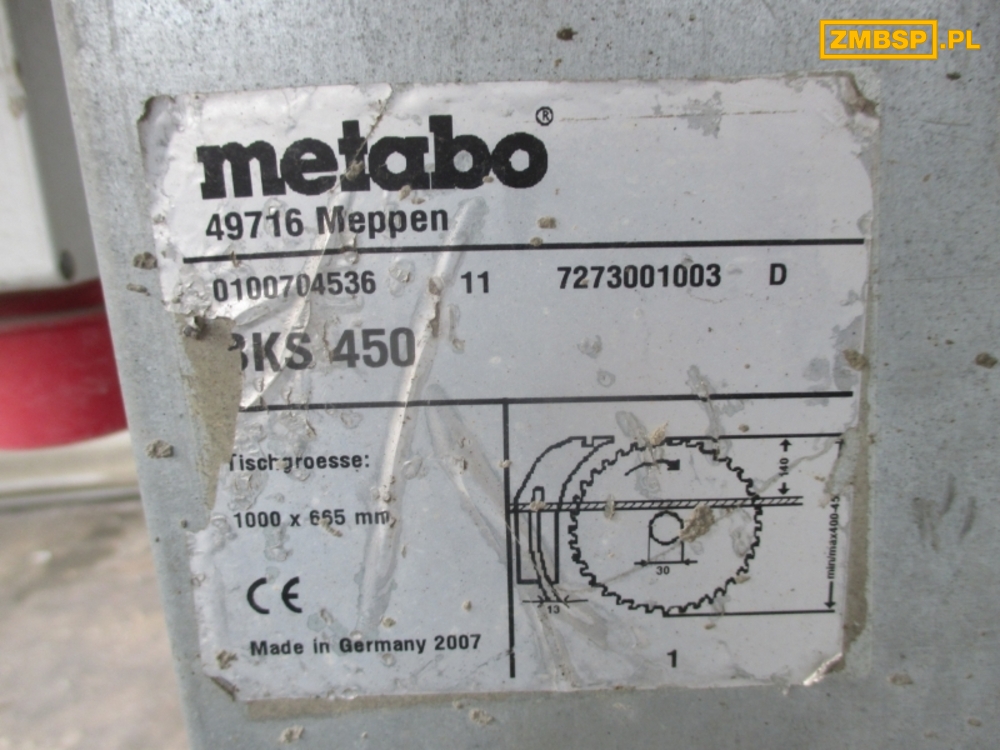 ZMBSP.PL
metabo®
49716 Meppen
0100704536 11 7273001003 D
BKS 450
Tischgroesse:
1000 x 665 mm
CE
Made in Germany 2007
140
30
13
1